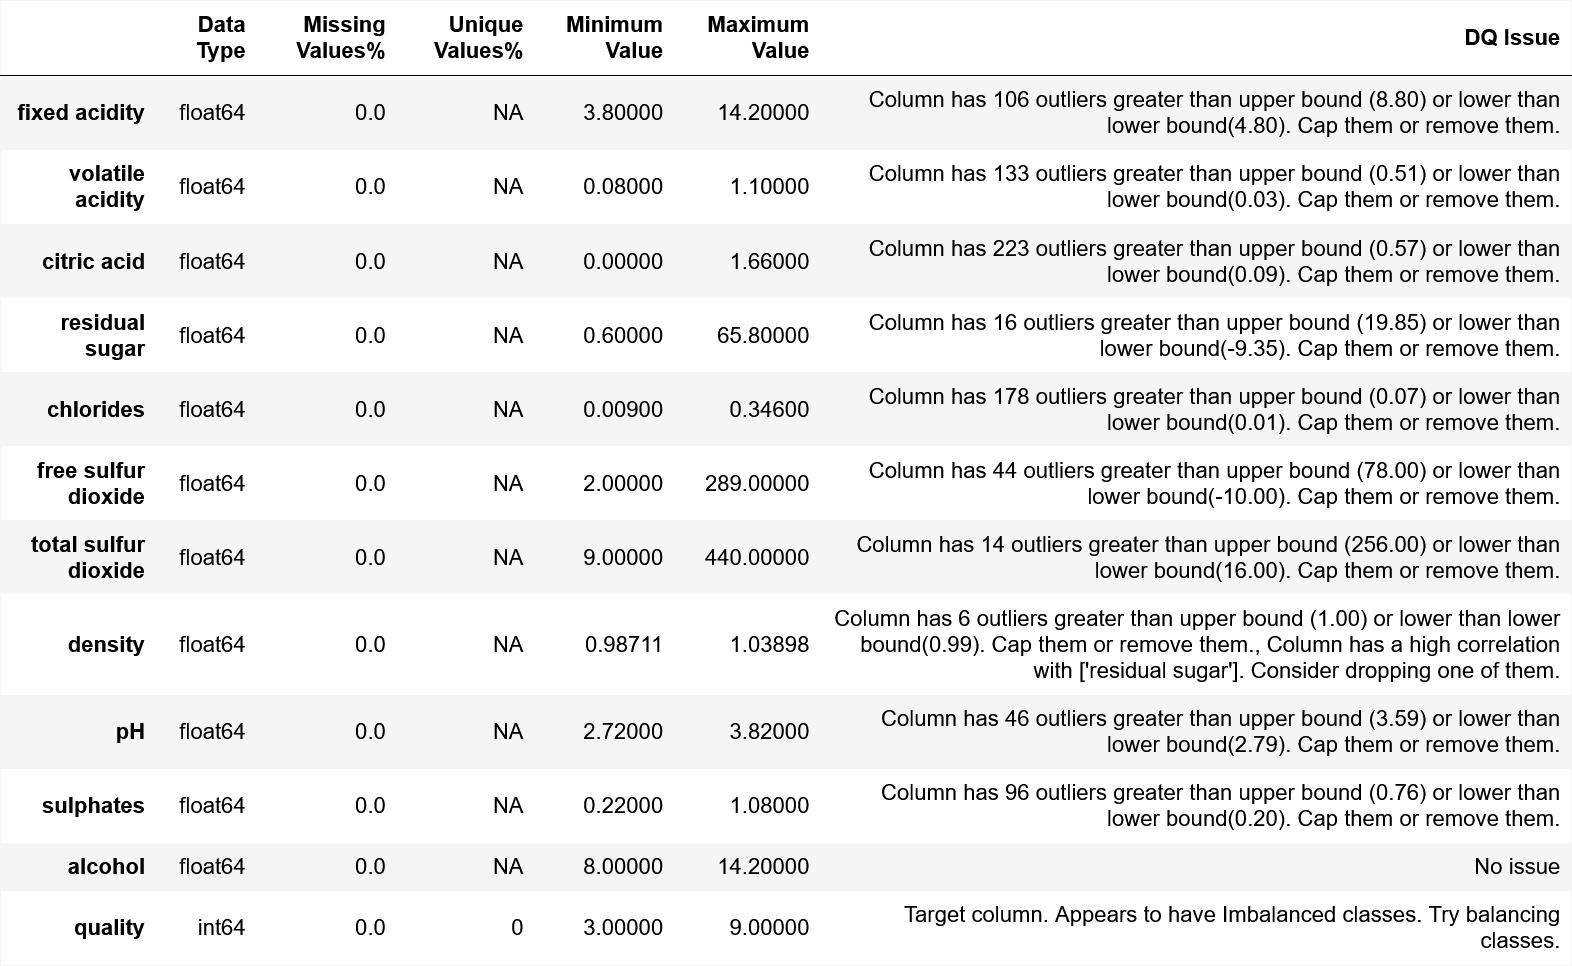 Data Type Missing Values% Unique Values% Minimum Value Maximum Value DQ Issue
fixed acidity float64 0.0 NA 3.80000 14.20000 Column has 106 outliers greater than upper bound (8.80) or lower than
lower bound(4.80). Cap them or remove them.
volatile acidity float64 0.0 NA 0.08000 1.10000 Column has 133 outliers greater than upper bound (0.51) or lower than
lower bound(0.03). Cap them or remove them.
citric acid float64 0.0 NA 0.00000 1.66000 Column has 223 outliers greater than upper bound (0.57) or lower than
lower bound(0.09). Cap them or remove them.
residual sugar float64 0.0 NA 0.60000 65.80000 Column has 16 outliers greater than upper bound (19.85) or lower than
lower bound(-9.35). Cap them or remove them.
chlorides float64 0.0 NA 0.00900 0.34600 Column has 178 outliers greater than upper bound (0.07) or lower than
lower bound(0.01). Cap them or remove them.
free sulfur dioxide float64 0.0 NA 2.00000 289.00000 Column has 44 outliers greater than upper bound (78.00) or lower than
lower bound(-10.00). Cap them or remove them.
total sulfur dioxide float64 0.0 NA 9.00000 440.00000 Column has 14 outliers greater than upper bound (256.00) or lower than
lower bound(16.00). Cap them or remove them.
density float64 0.0 NA 0.98711 1.03898 Column has 6 outliers greater than upper bound (1.00) or lower than lower
bound(0.99). Cap them or remove them., Column has a high correlation
with ['residual sugar']. Consider dropping one of them.
pH float64 0.0 NA 2.72000 3.82000 Column has 46 outliers greater than upper bound (3.59) or lower than
lower bound(2.79). Cap them or remove them.
sulphates float64 0.0 NA 0.22000 1.08000 Column has 96 outliers greater than upper bound (0.76) or lower than
lower bound(0.20). Cap them or remove them.
alcohol float64 0.0 NA 8.00000 14.20000 No issue
quality int64 0.0 0 3.00000 9.00000 Target column. Appears to have Imbalanced classes. Try balancing
classes.